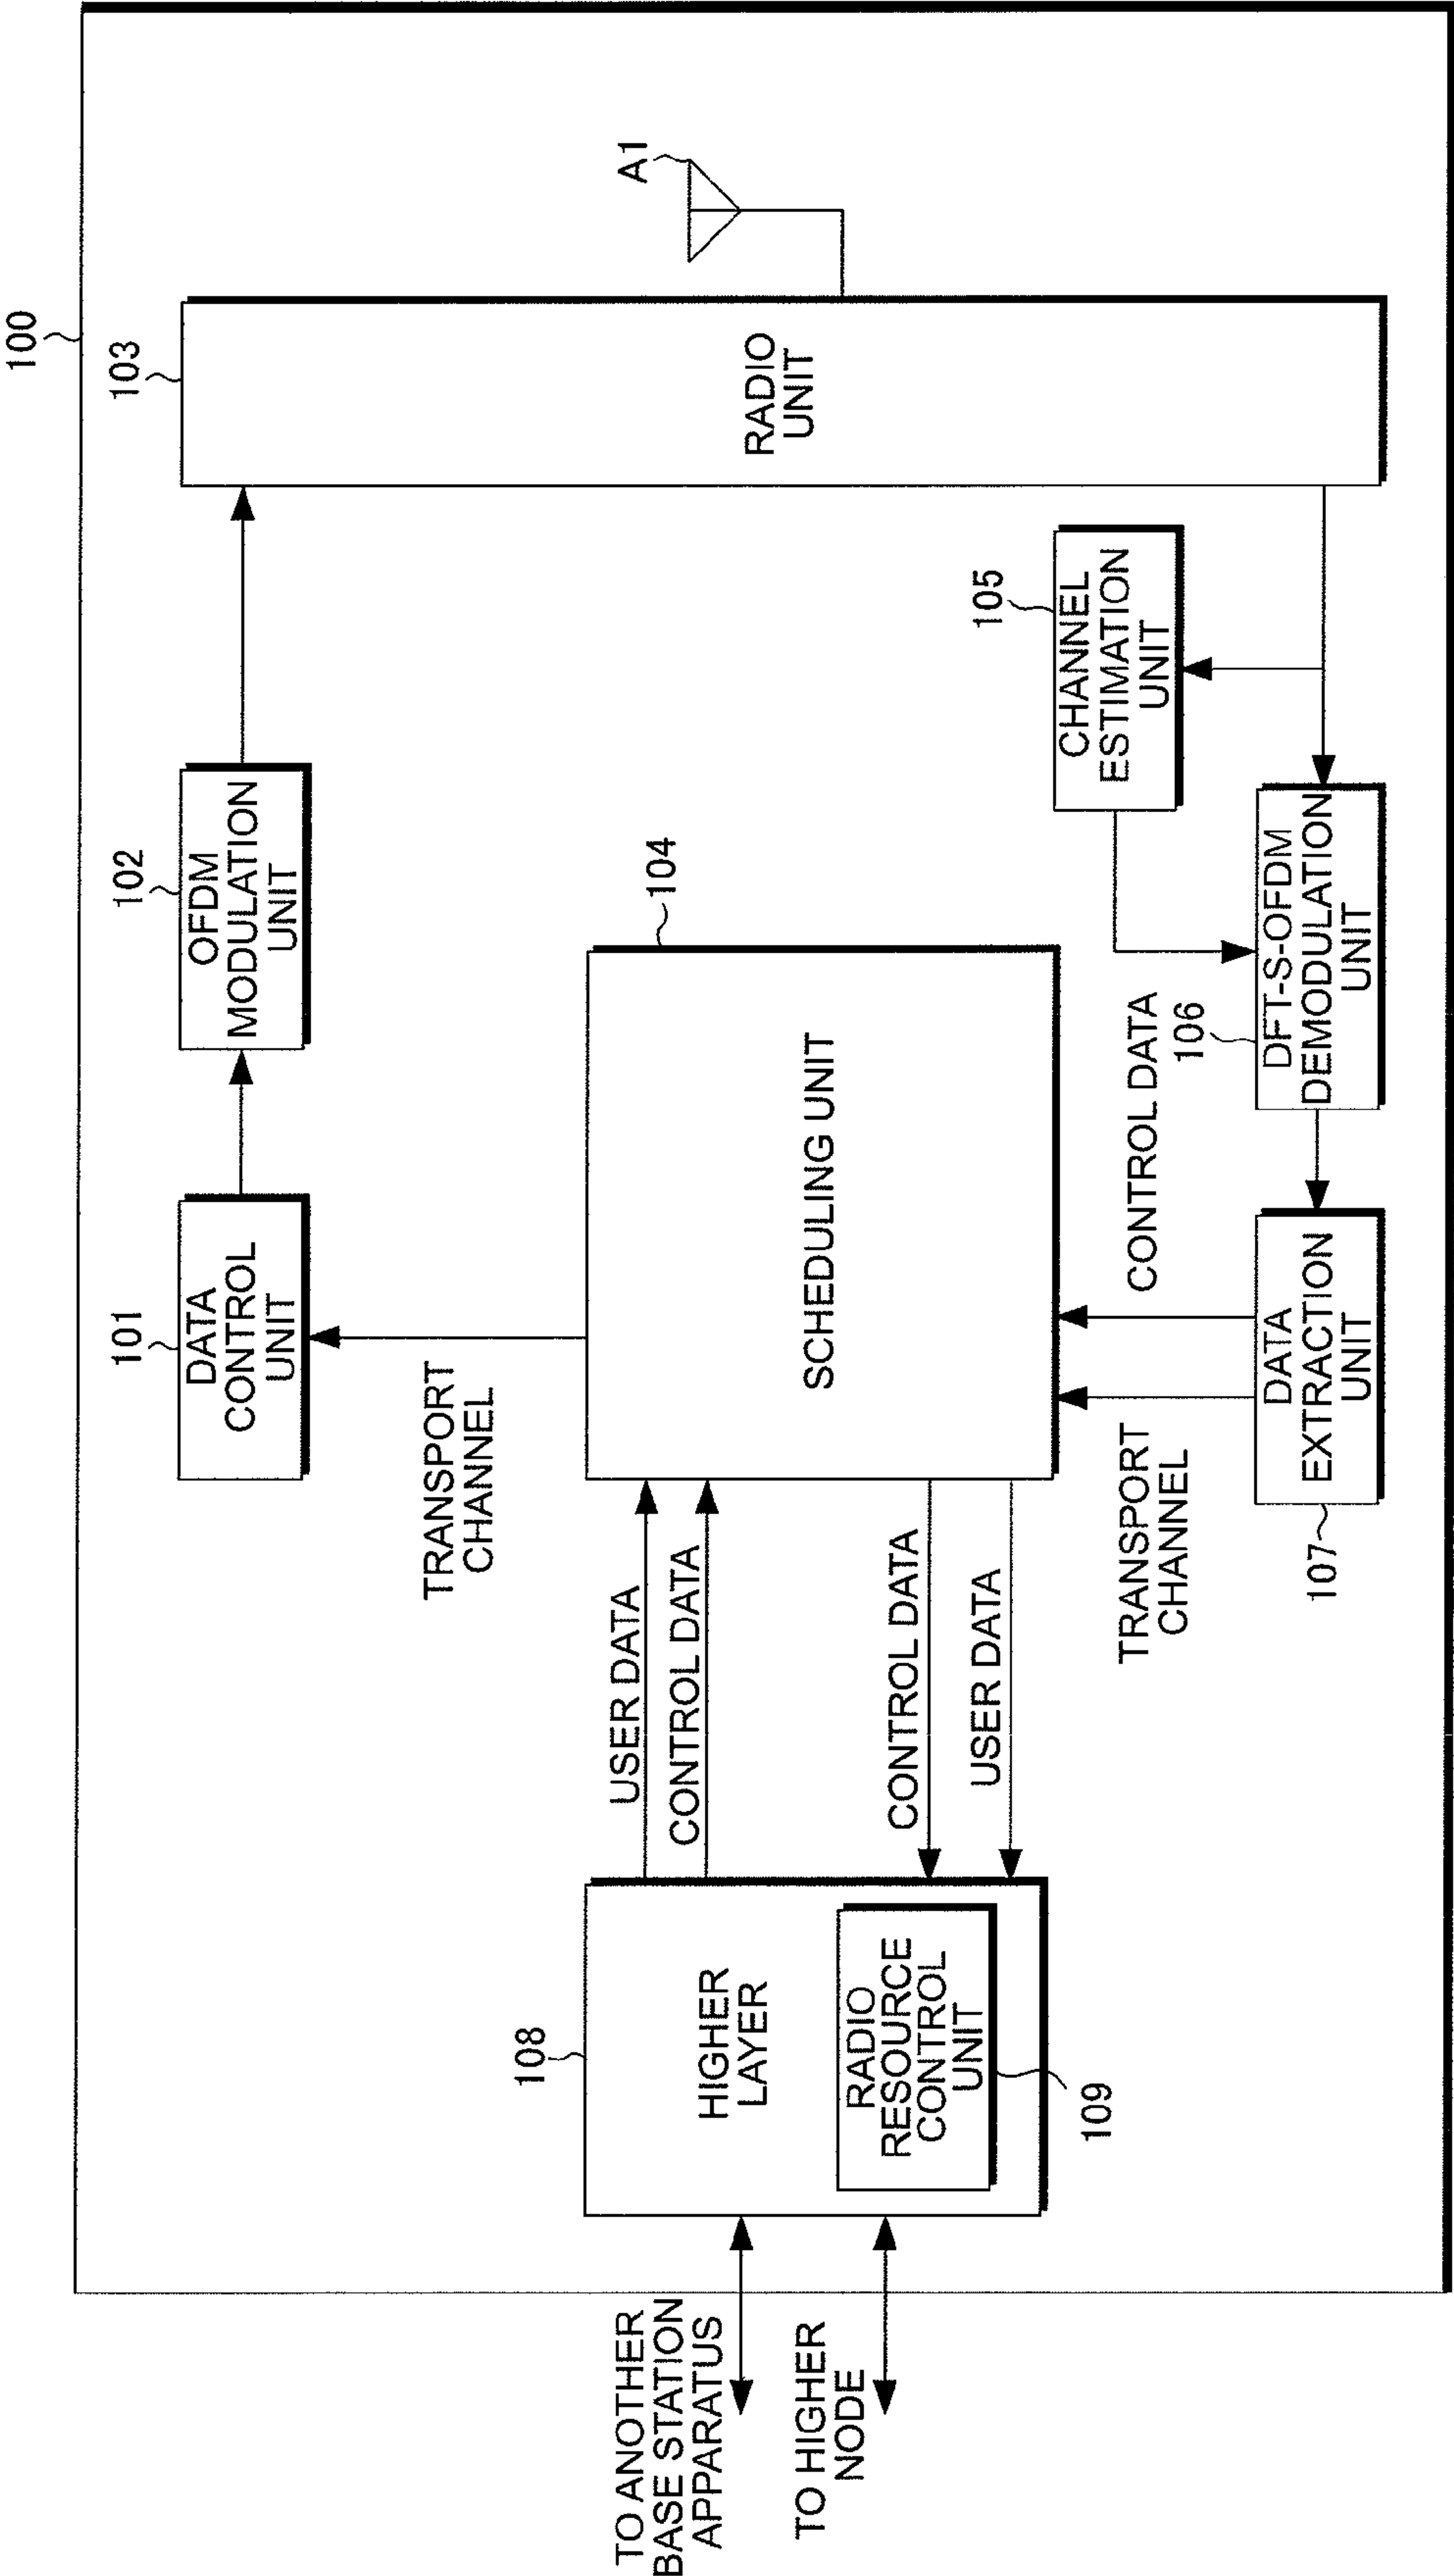 100
101
DATA
CONTROL
UNIT
102
OFDM
MODULATION
UNIT
103
RADIO
UNIT
A1
TRANSPORT
CHANNEL
104
SCHEDULING UNIT
105
CHANNEL
ESTIMATION
UNIT
108
HIGHER
LAYER
RADIO
RESOURCE
CONTROL
UNIT
109
USER DATA
CONTROL DATA
CONTROL DATA
USER DATA
TO ANOTHER
BASE STATION
APPARATUS
TO HIGHER
NODE
TRANSPORT
CHANNEL
CONTROL DATA
106
DFT-S-OFDM
DEMODULATION
UNIT
107
DATA
EXTRACTION
UNIT